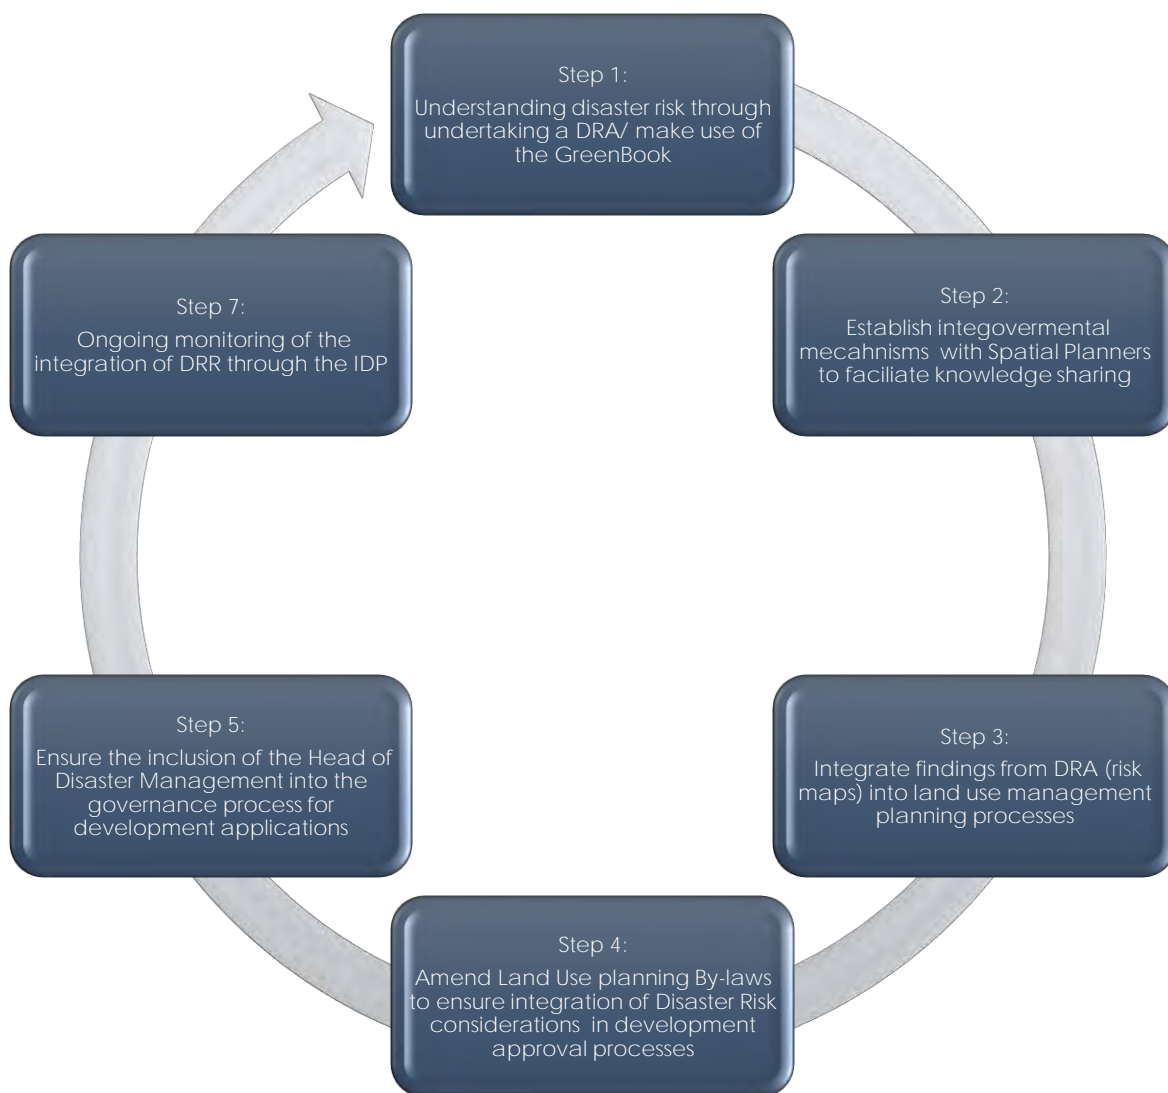 Step 1:
Understanding disaster risk through
undertaking a DRA/ make use of
the GreenBook
Step 2:
Establish integovermental
mecahnisms  with Spatial Planners
to faciliate knowledge sharing
Step 3:
Integrate findings from DRA (risk
maps) into land use management
planning processes
Step 4:
Amend Land Use planning By-laws
to ensure integration of Disaster Risk
considerations  in development
approval processes
Step 5:
Ensure the inclusion of the Head of
Disaster Management into the
governance process for
development applications
Step 7:
Ongoing monitoring of the
integration of DRR through the IDP